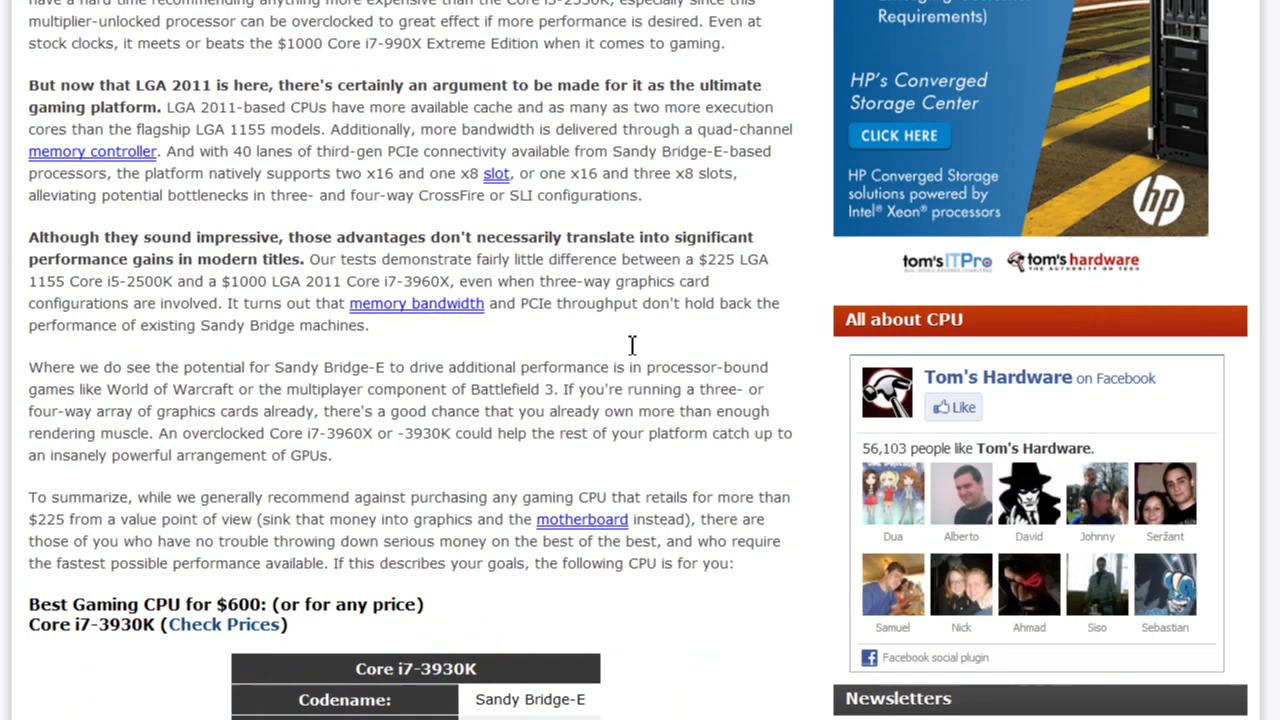 multiplier-unlocked processor can be overclocked to great effect if more performance is desired. Even at
stock clocks, it meets or beats the $1000 Core i7-990X Extreme Edition when it comes to gaming.
But now that LGA 2011 is here, there's certainly an argument to be made for it as the ultimate
gaming platform. LGA 2011-based CPUs have more available cache and as many as two more execution
cores than the flagship LGA 1155 models. Additionally, more bandwidth is delivered through a quad-channel
memory controller. And with 40 lanes of third-gen PCIe connectivity available from Sandy Bridge-E-based
processors, the platform natively supports two x16 and one x8 slot, or one x16 and three x8 slots,
alleviating potential bottlenecks in three- and four-way CrossFire or SLI configurations.
Although they sound impressive, those advantages don't necessarily translate into significant
performance gains in modern titles. Our tests demonstrate fairly little difference between a $225 LGA
1155 Core i5-2500K and a $1000 LGA 2011 Core i7-3960X, even when three-way graphics card
configurations are involved. It turns out that memory bandwidth and PCIe throughput don't hold back the
performance of existing Sandy Bridge machines.
Where we do see the potential for Sandy Bridge-E to drive additional performance is in processor-bound
games like World of Warcraft or the multiplayer component of Battlefield 3. If you're running a three- or
four-way array of graphics cards already, there's a good chance that you already own more than enough
rendering muscle. An overclocked Core i7-3960X or -3930K could help the rest of your platform catch up to
an insanely powerful arrangement of GPUs.
To summarize, while we generally recommend against purchasing any gaming CPU that retails for more than
$225 from a value point of view (sink that money into graphics and the motherboard instead), there are
those of you who have no trouble throwing down serious money on the best of the best, and who require
the fastest possible performance available. If this describes your goals, the following CPU is for you:
Best Gaming CPU for $600: (or for any price)
Core i7-3930K (Check Prices)
Core i7-3930K
Codename: Sandy Bridge-E
Requirements)
HP's Converged
Storage Center
CLICK HERE
HP Converged Storage
solutions powered by
Intel® Xeon® processors
hp
tom's ITPro
tom's hardware
THE AUTHORITY ON TECH
All about CPU
Tom's Hardware on Facebook
Like
56,103 people like Tom's Hardware.
Dua Alberto David Johnny Seržant
Samuel Nick Ahmad Siso Sebastian
Facebook social plugin
Newsletters